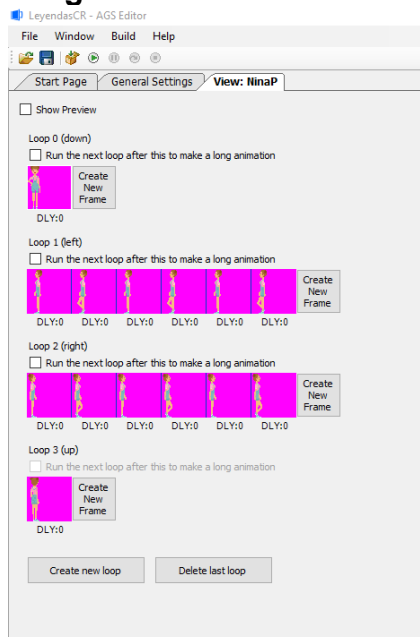 LeyendasCR - AGS Editor
File Window Build Help
Start Page General Settings View: NinaP
Show Preview
Loop 0 (down)
Run the next loop after this to make a long animation
Create
New
Frame
DLY:0
Loop 1 (left)
Run the next loop after this to make a long animation
Create
New
Frame
DLY:0 DLY:0 DLY:0 DLY:0 DLY:0 DLY:0
Loop 2 (right)
Run the next loop after this to make a long animation
Create
New
Frame
DLY:0 DLY:0 DLY:0 DLY:0 DLY:0 DLY:0
Loop 3 (up)
Run the next loop after this to make a long animation
Create
New
Frame
DLY:0
Create new loop Delete last loop